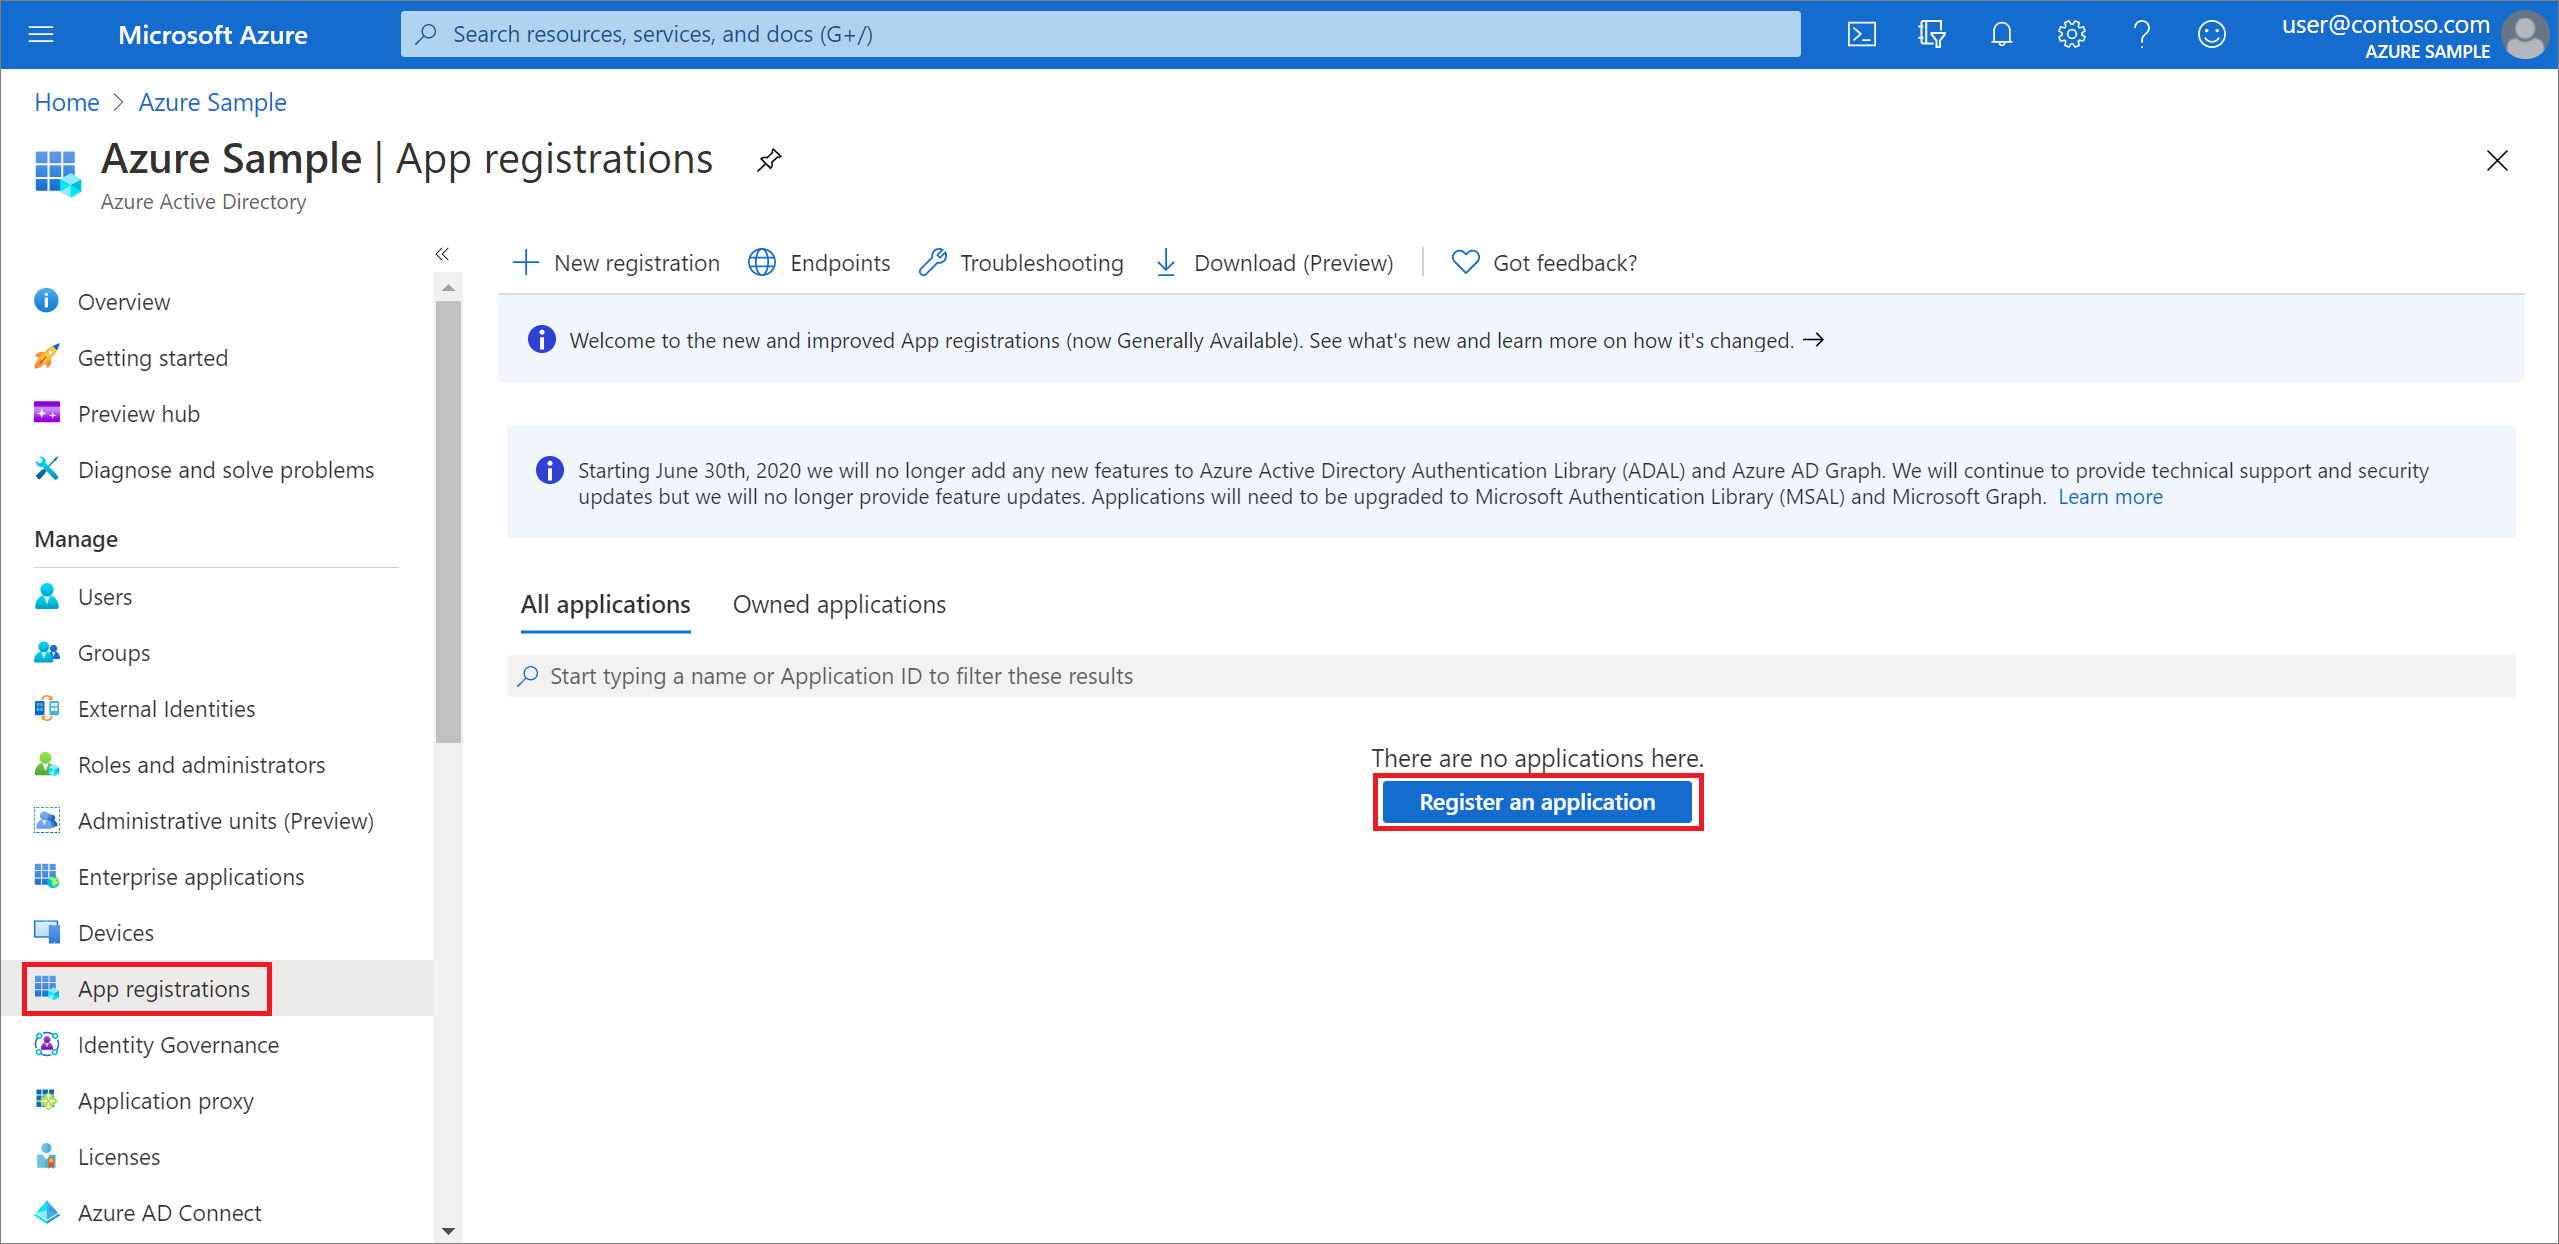 Microsoft Azure
Search resources, services, and docs (G+/)
user@contoso.com
AZURE SAMPLE
Home > Azure Sample
Azure Sample | App registrations
Azure Active Directory
Overview
Getting started
Preview hub
Diagnose and solve problems
Manage
Users
Groups
External Identities
Roles and administrators
Administrative units (Preview)
Enterprise applications
Devices
App registrations
Identity Governance
Application proxy
Licenses
Azure AD Connect
New registration
Endpoints
Troubleshooting
Download (Preview)
Got feedback?
Welcome to the new and improved App registrations (now Generally Available). See what's new and learn more on how it's changed. →
Starting June 30th, 2020 we will no longer add any new features to Azure Active Directory Authentication Library (ADAL) and Azure AD Graph. We will continue to provide technical support and security
updates but we will no longer provide feature updates. Applications will need to be upgraded to Microsoft Authentication Library (MSAL) and Microsoft Graph. Learn more
All applications
Owned applications
Start typing a name or Application ID to filter these results
There are no applications here.
Register an application